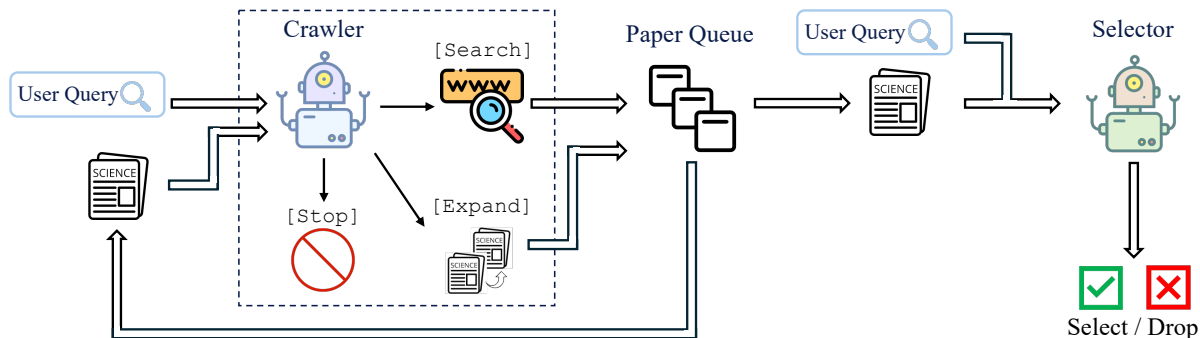 Crawler
[Search]
WWW
User Query
SCIENCE
[Stop]
[Expand]
SCIENCE
SCIENCE
Paper Queue
User Query
SCIENCE
Selector
Select / Drop